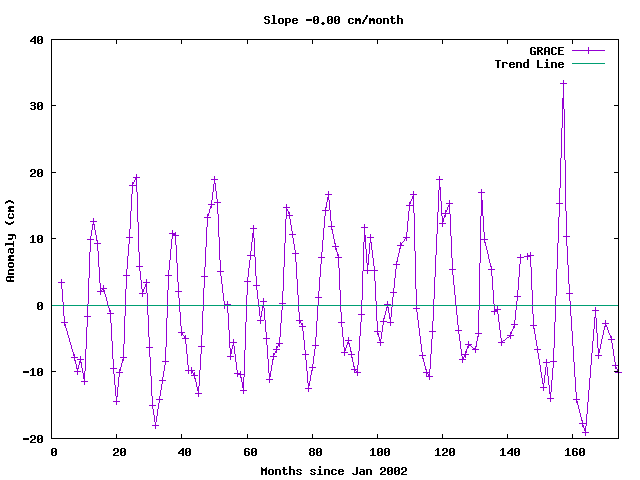 Slope -0.00 cm/month
GRACE
Trend Line
40
30
20
10
0
-10
-20
Anomaly (cm)
0 20 40 60 80 100 120 140 160
Months since Jan 2002